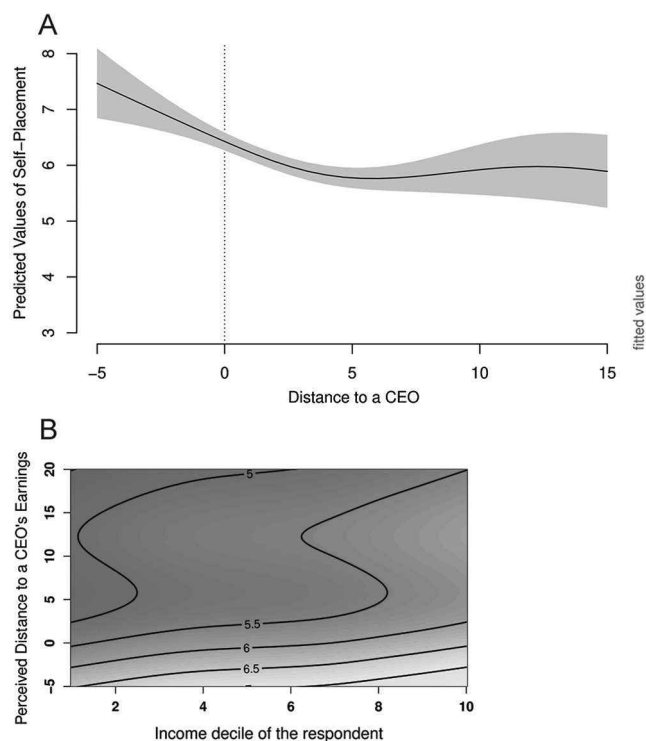 A
Predicted Values of Self−Placement
8
7
6
5
4
3
−5 0 5 10 15
Distance to a CEO
fitted values
B
Perceived Distance to a CEO's Earnings
20
15
10
5
0
−5
5
5.5
6
6.5
2 4 6 8 10
Income decile of the respondent